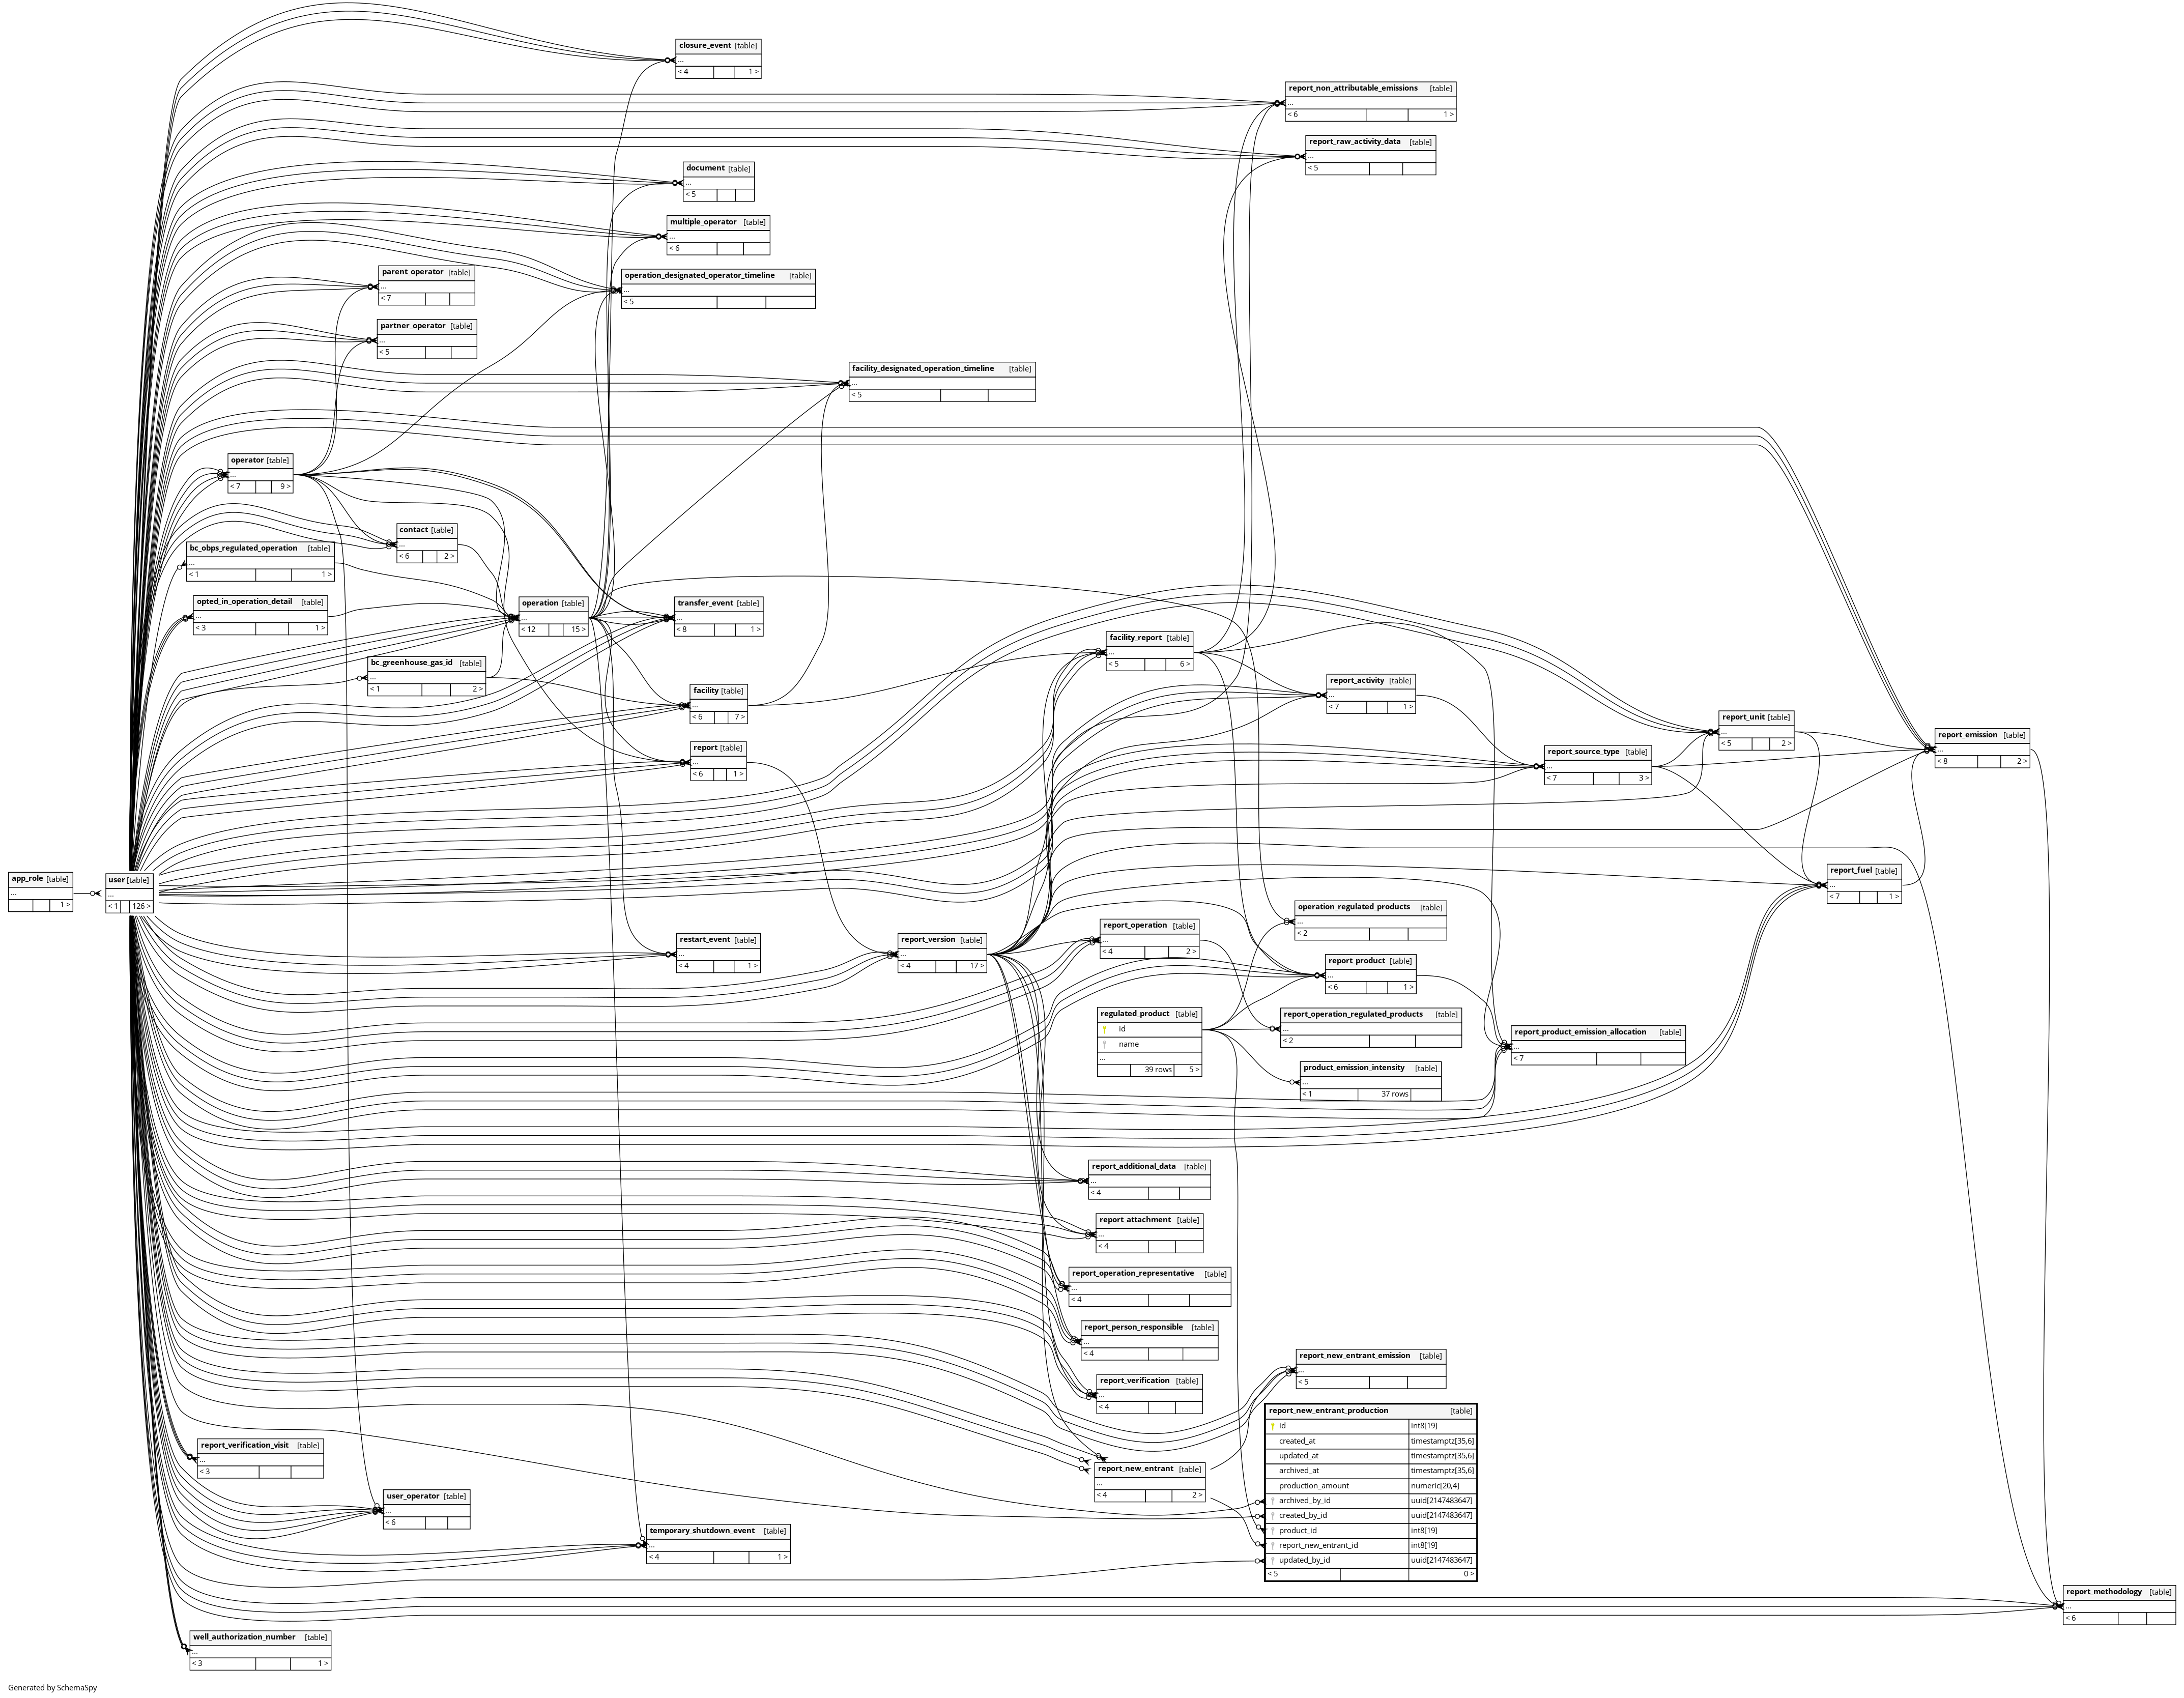 closure_event [table]
...
< 4 1 >
report_non_attributable_emissions [table]
...
< 6 1 >
report_raw_activity_data [table]
...
< 5
document [table]
...
< 5
multiple_operator [table]
...
< 6
parent_operator [table]
...
< 7
operation_designated_operator_timeline [table]
...
< 5
partner_operator [table]
...
< 5
facility_designated_operation_timeline [table]
...
< 5
operator [table]
...
< 7 9 >
contact [table]
...
< 6 2 >
bc_obps_regulated_operation [table]
...
< 1 1 >
opted_in_operation_detail [table]
...
< 3 1 >
operation [table]
...
< 12 15 >
transfer_event [table]
...
< 8 1 >
bc_greenhouse_gas_id [table]
...
< 1 2 >
facility_report [table]
...
< 5 6 >
facility [table]
...
< 6 7 >
report_activity [table]
...
< 7 1 >
report_unit [table]
...
< 5 2 >
report_emission [table]
...
< 8 2 >
report [table]
...
< 6 1 >
report_source_type [table]
...
< 7 3 >
app_role [table]
...
1 >
user [table]
...
< 1 126 >
report_fuel [table]
...
< 7 1 >
operation_regulated_products [table]
...
< 2
restart_event [table]
...
< 4 1 >
report_version [table]
...
< 4 17 >
report_operation [table]
...
< 4 2 >
report_product [table]
...
< 6 1 >
regulated_product [table]
id
name
...
39 rows 5 >
report_operation_regulated_products [table]
...
< 2
report_product_emission_allocation [table]
...
< 7
product_emission_intensity [table]
...
< 1 37 rows
report_additional_data [table]
...
< 4
report_attachment [table]
...
< 4
report_operation_representative [table]
...
< 4
report_person_responsible [table]
...
< 4
report_new_entrant_emission [table]
...
< 5
report_verification [table]
...
< 4
report_new_entrant_production [table]
id int8[19]
created_at timestamptz[35,6]
updated_at timestamptz[35,6]
archived_at timestamptz[35,6]
production_amount numeric[20,4]
archived_by_id uuid[2147483647]
created_by_id uuid[2147483647]
product_id int8[19]
report_new_entrant_id int8[19]
updated_by_id uuid[2147483647]
< 5 0 >
report_verification_visit [table]
...
< 3
report_new_entrant [table]
...
< 4 2 >
user_operator [table]
...
< 6
temporary_shutdown_event [table]
...
< 4 1 >
report_methodology [table]
...
< 6
well_authorization_number [table]
...
< 3 1 >
Generated by SchemaSpy